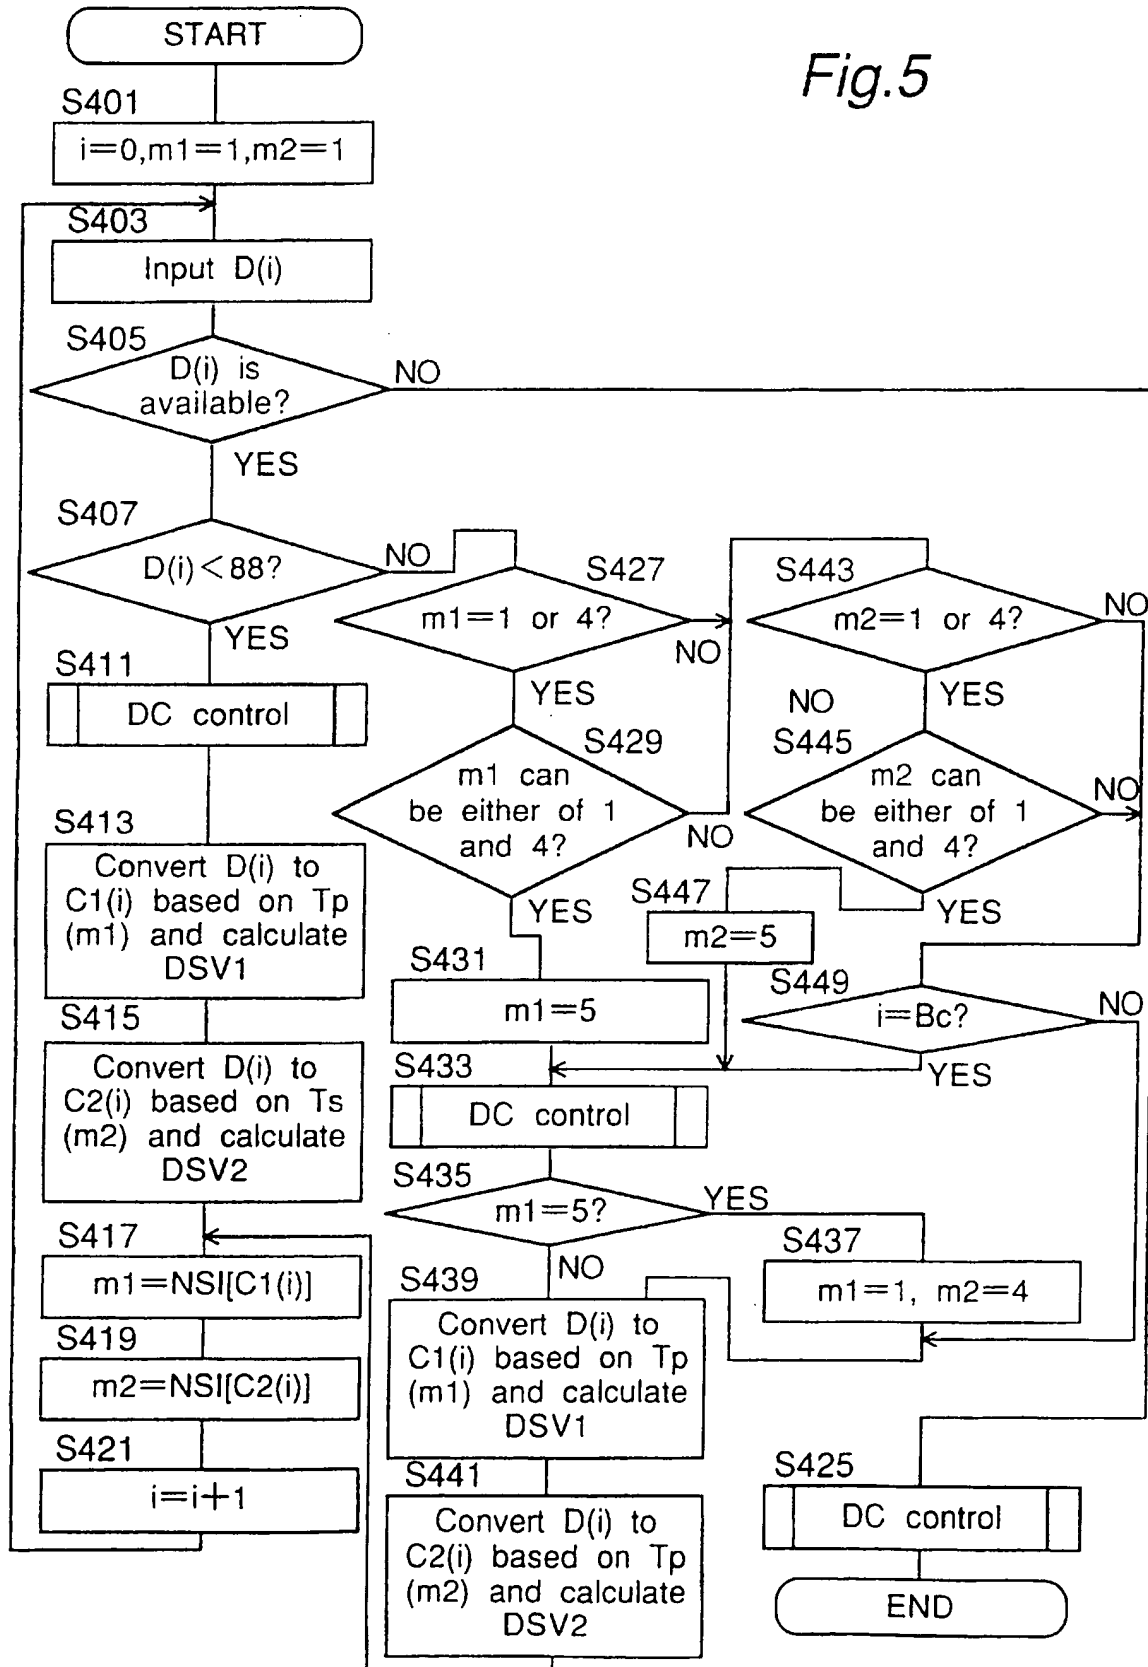 START
Fig.5
S401
i=0,m1=1,m2=1
S403
Input D(i)
S405
D(i) is
available?
NO
YES
S407
D(i)<88?
NO
YES
S411
DC control
S413
Convert D(i) to
C1(i) based on Tp
(m1) and calculate
DSV1
S415
Convert D(i) to
C2(i) based on Ts
(m2) and calculate
DSV2
S417
m1=NSI[C1(i)]
S419
m2=NSI[C2(i)]
S421
i=i+1
S427
m1=1 or 4?
NO
YES
S429
m1 can
be either of 1
and 4?
NO
YES
S431
m1=5
S433
DC control
S435
m1=5?
YES
NO
S437
m1=1, m2=4
S439
Convert D(i) to
C1(i) based on Tp
(m1) and calculate
DSV1
S441
Convert D(i) to
C2(i) based on Tp
(m2) and calculate
DSV2
S443
m2=1 or 4?
NO
YES
NO
S445
m2 can
be either of 1
and 4?
NO
YES
S447
m2=5
S449
i=Bc?
NO
YES
S425
DC control
END